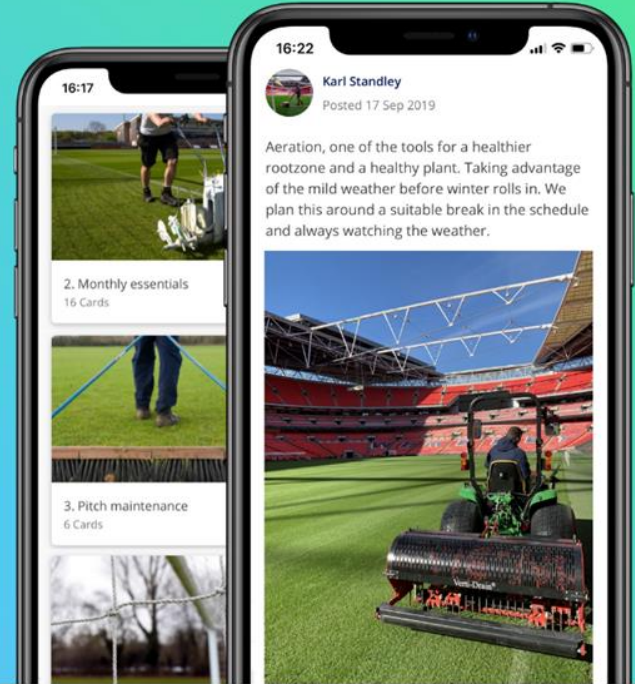 16:17
2. Monthly essentials
16 Cards
3. Pitch maintenance
6 Cards
16:22
Karl Standley
Posted 17 Sep 2019
Aeration, one of the tools for a healthier
rootzone and a healthy plant. Taking advantage
of the mild weather before winter rolls in. We
plan this around a suitable break in the schedule
and always watching the weather.
Verti-Drain